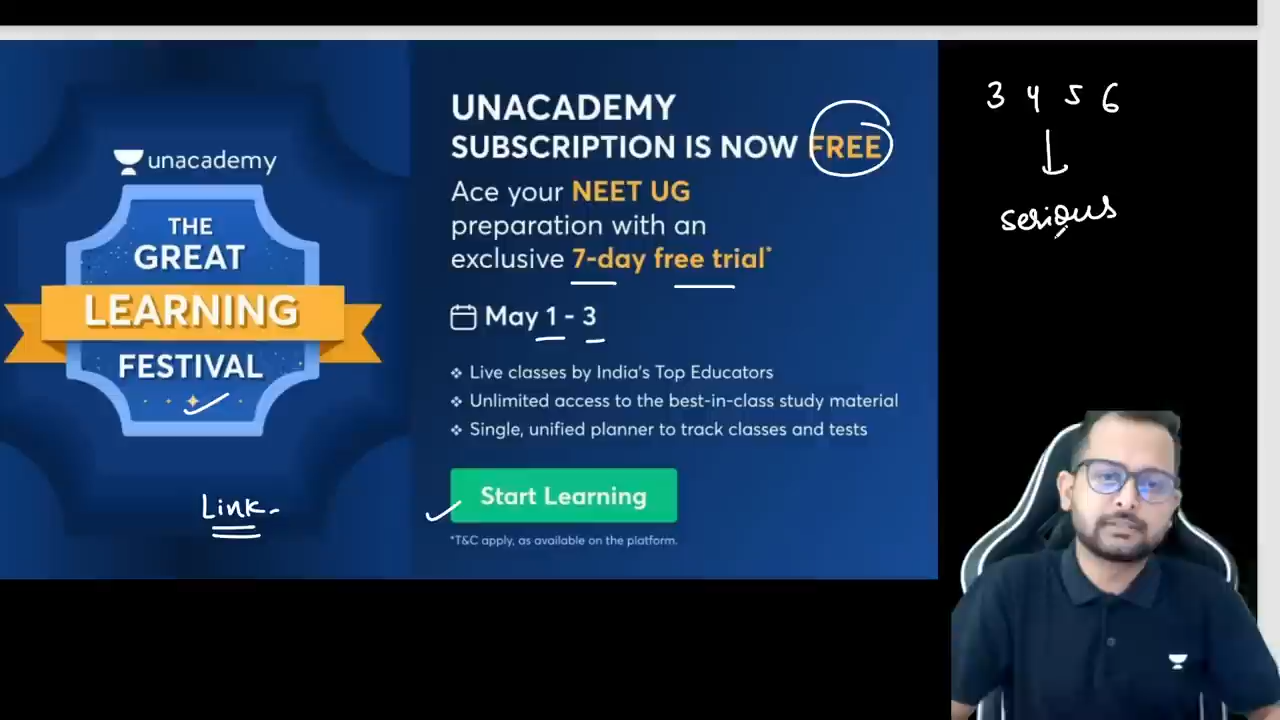 unacademy
THE
GREAT
LEARNING
FESTIVAL
Link.
UNACADEMY
SUBSCRIPTION IS NOW FREE
Ace your NEET UG
preparation with an
exclusive 7-day free trial*
May 1 - 3
❖ Live classes by India's Top Educators
❖ Unlimited access to the best-in-class study material
❖ Single, unified planner to track classes and tests
Start Learning
*T&C apply, as available on the platform.
3 4 5 6
serious